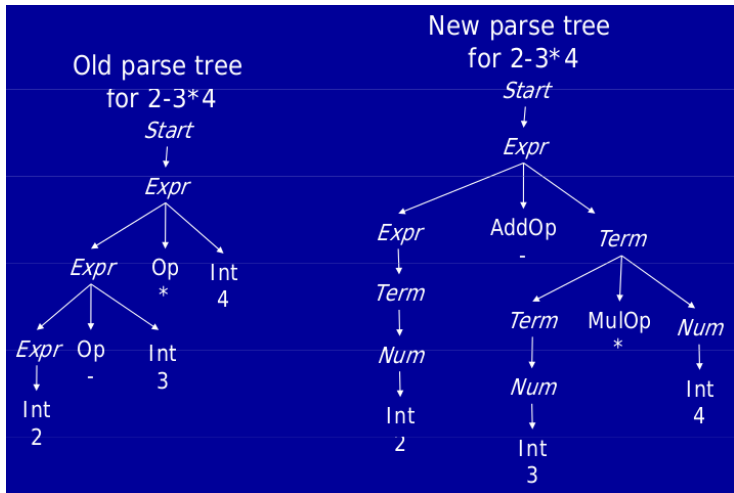 Old parse tree
for 2-3*4
Start
Expr
Expr
Op
*
Int
4
Expr
Op
-
Int
3
Int
2
New parse tree
for 2-3*4
Start
Expr
Expr
AddOp
-
Term
Term
Term
MulOp
*
Num
Num
Num
Int
4
Int
2
Int
3